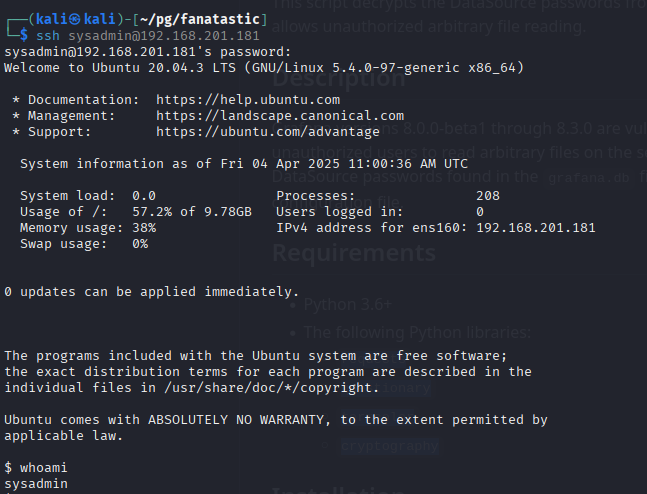 ┌──(kali㉿kali)-[~/pg/fanatastic]
└─$ ssh sysadmin@192.168.201.181
sysadmin@192.168.201.181's password:
Welcome to Ubuntu 20.04.3 LTS (GNU/Linux 5.4.0-97-generic x86_64)
* Documentation: https://help.ubuntu.com
* Management: https://landscape.canonical.com
* Support: https://ubuntu.com/advantage
System information as of Fri 04 Apr 2025 11:00:36 AM UTC
System load: 0.0 Processes: 208
Usage of /: 57.2% of 9.78GB Users logged in: 0
Memory usage: 38% IPv4 address for ens160: 192.168.201.181
Swap usage: 0%
0 updates can be applied immediately.
The programs included with the Ubuntu system are free software;
the exact distribution terms for each program are described in the
individual files in /usr/share/doc/*/copyright.
Ubuntu comes with ABSOLUTELY NO WARRANTY, to the extent permitted by
applicable law.
$ whoami
sysadmin
This script decrypts the DataSource passwords fro
allows unauthorized arbitrary file reading.
Description
8.0.0-beta1 through 8.3.0 are vul
unauthorized users to read arbitrary files on the s
DataSource passwords found in the grafana.db f
file.
Requirements
• Python 3.6+
• The following Python libraries:
cryptography